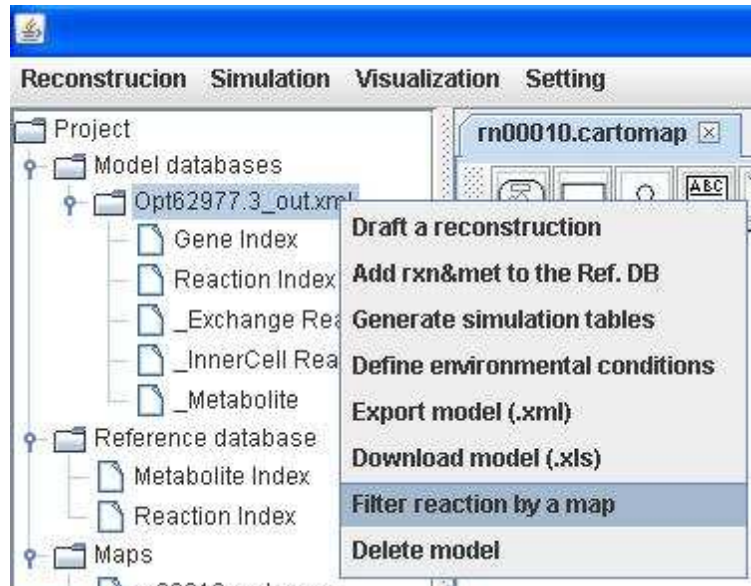 Reconstrucion Simulation Visualization Setting
Project
rn00010.cartomap
Model databases
Opt62977.3_out.xml
ABC
Gene Index
Reaction Index
_Exchange Rea
_InnerCell Rea
_Metabolite
Reference database
Metabolite Index
Reaction Index
Maps
Draft a reconstruction
Add rxn&met to the Ref. DB
Generate simulation tables
Define environmental conditions
Export model (.xml)
Download model (.xls)
Filter reaction by a map
Delete model